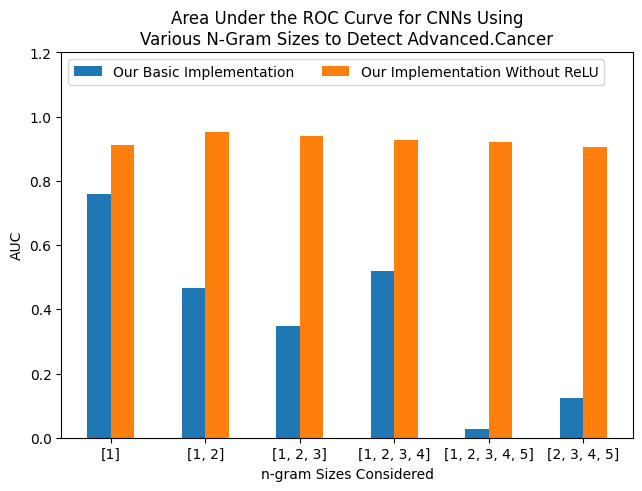 Area Under the ROC Curve for CNNs Using
Various N-Gram Sizes to Detect Advanced.Cancer
Our Basic Implementation
Our Implementation Without ReLU
1.2
1.0
0.8
0.6
0.4
0.2
0.0
AUC
[1]
[1, 2]
[1, 2, 3]
[1, 2, 3, 4]
[1, 2, 3, 4, 5]
[2, 3, 4, 5]
n-gram Sizes Considered